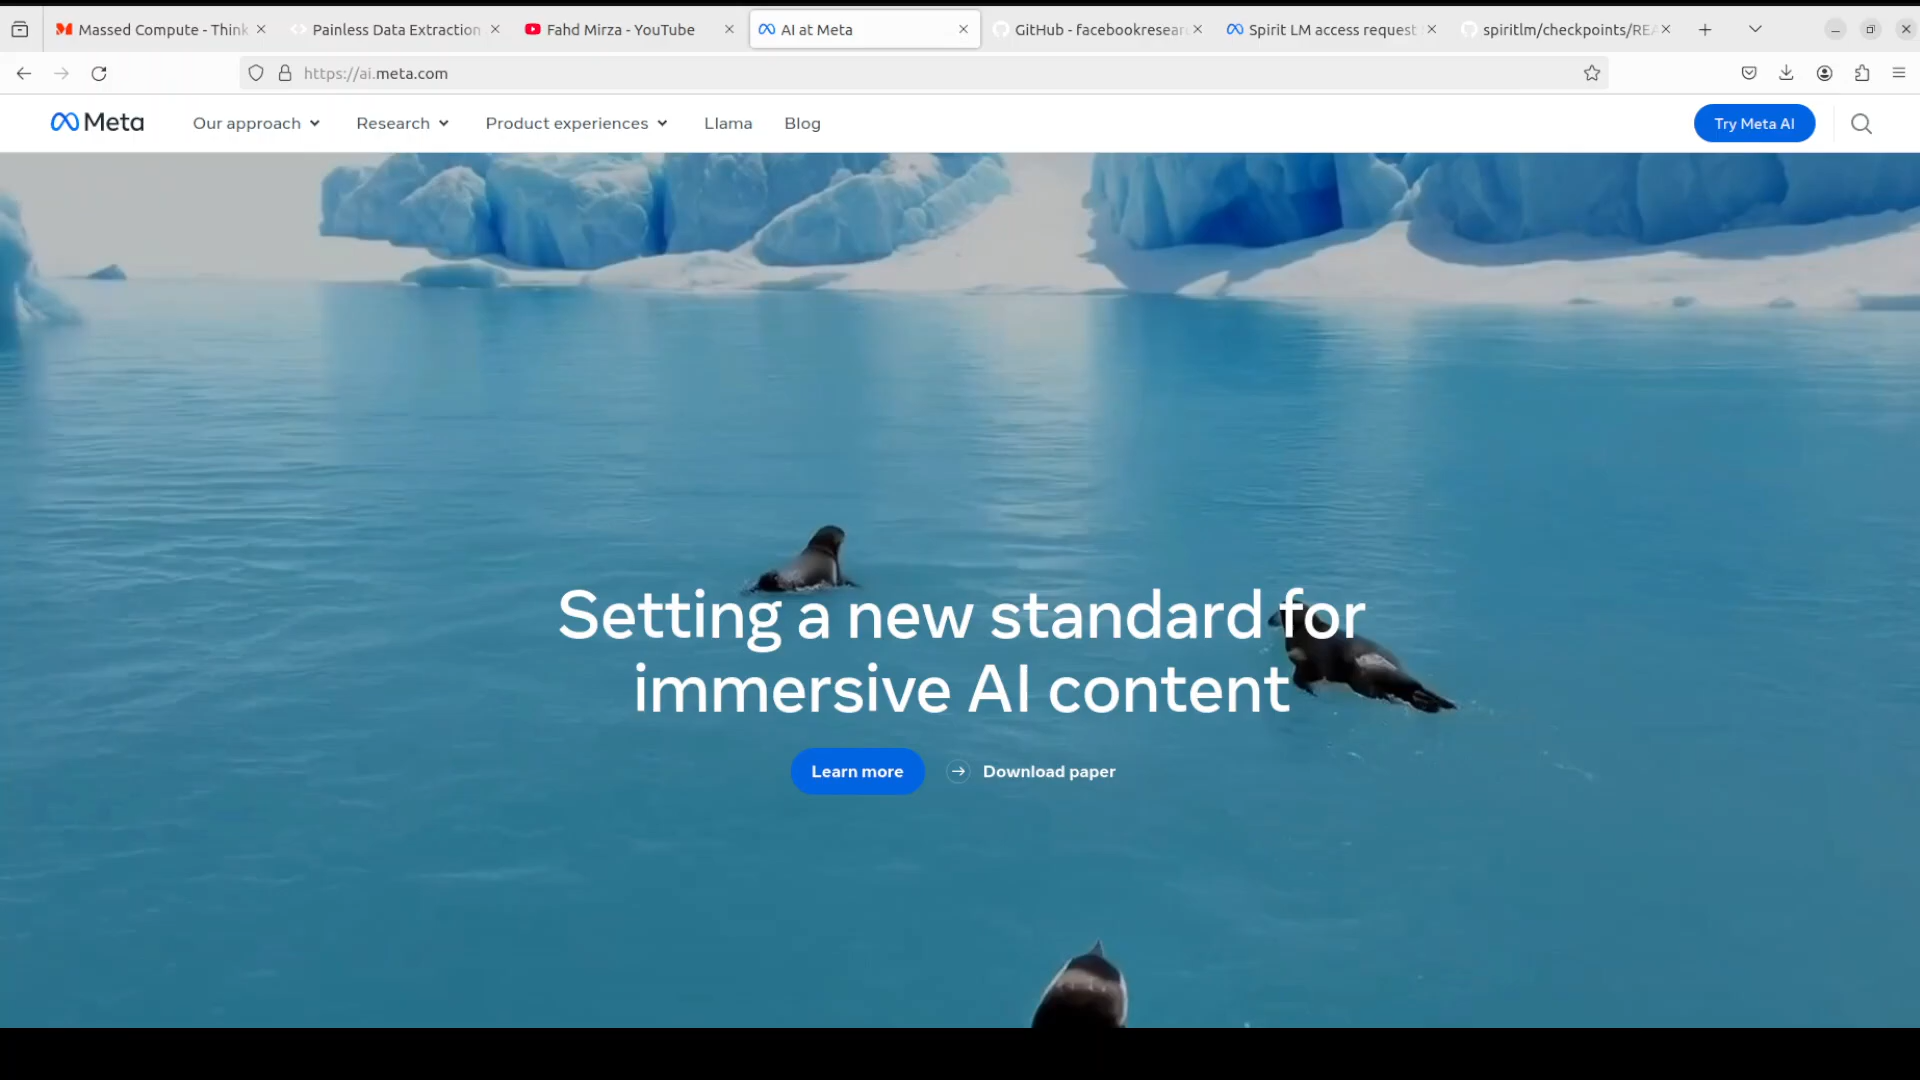 Massed Compute - Think
Painless Data Extraction
Fahd Mirza - YouTube
AI at Meta
GitHub - facebookresear
Spirit LM access request
spiritlm/checkpoints/REA
https://ai.meta.com
Meta
Our approach
Research
Product experiences
Llama
Blog
Try Meta AI
Setting a new standard for
immersive AI content
Learn more
Download paper